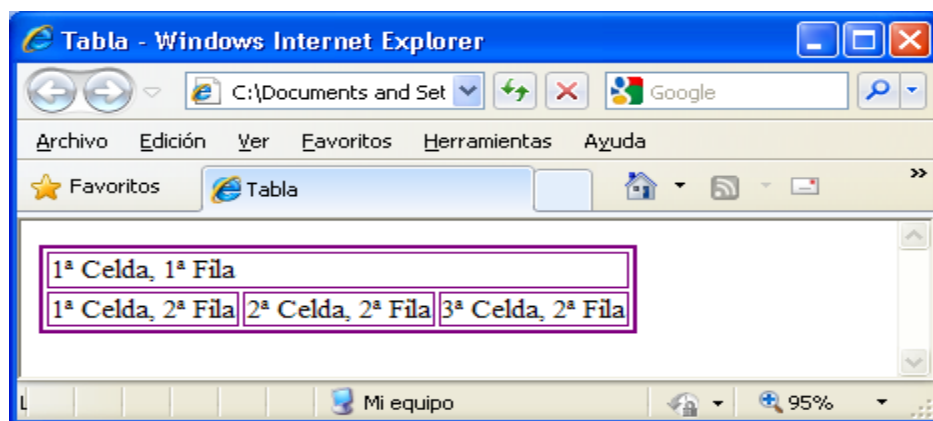 Tabla - Windows Internet Explorer
C:\Documents and Set
Google
Archivo Edición Ver Favoritos Herramientas Ayuda
Favoritos
Tabla
1ª Celda, 1ª Fila
1ª Celda, 2ª Fila 2ª Celda, 2ª Fila 3ª Celda, 2ª Fila
L Mi equipo 95%